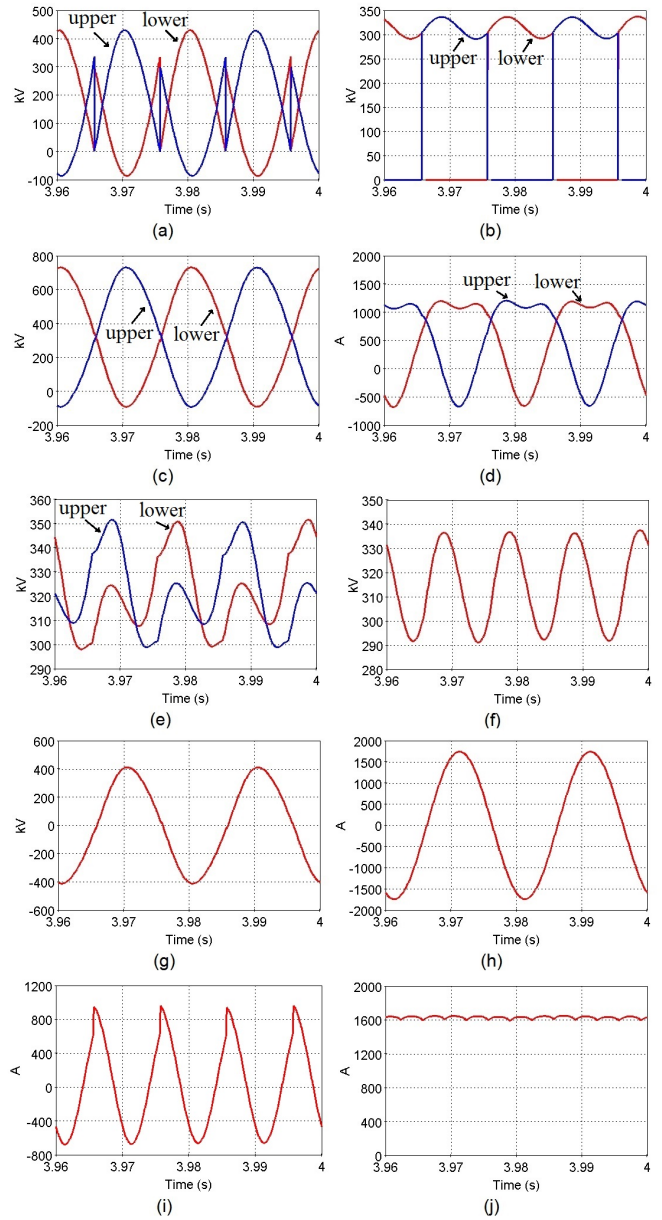 500
400
300
200
100
0
-100
kV
upper
lower
3.96 3.97 3.98 3.99 4
Time (s)
(a)
350
300
250
200
150
100
50
0
kV
upper
lower
3.96 3.97 3.98 3.99 4
Time (s)
(b)
800
600
400
200
0
-200
kV
upper
lower
3.96 3.97 3.98 3.99 4
Time (s)
(c)
2000
1500
1000
500
0
-500
-1000
A
upper
lower
3.96 3.97 3.98 3.99 4
Time (s)
(d)
360
350
340
330
320
310
300
290
kV
upper
lower
3.96 3.97 3.98 3.99 4
Time (s)
(e)
350
340
330
320
310
300
290
280
kV
3.96 3.97 3.98 3.99 4
Time (s)
(f)
600
400
200
0
-200
-400
-600
kV
3.96 3.97 3.98 3.99 4
Time (s)
(g)
2000
1500
1000
500
0
-500
-1000
-1500
-2000
A
3.96 3.97 3.98 3.99 4
Time (s)
(h)
1200
800
400
0
-400
-800
A
3.96 3.97 3.98 3.99 4
Time (s)
(i)
2000
1600
1200
800
400
0
A
3.96 3.97 3.98 3.99 4
Time (s)
(j)